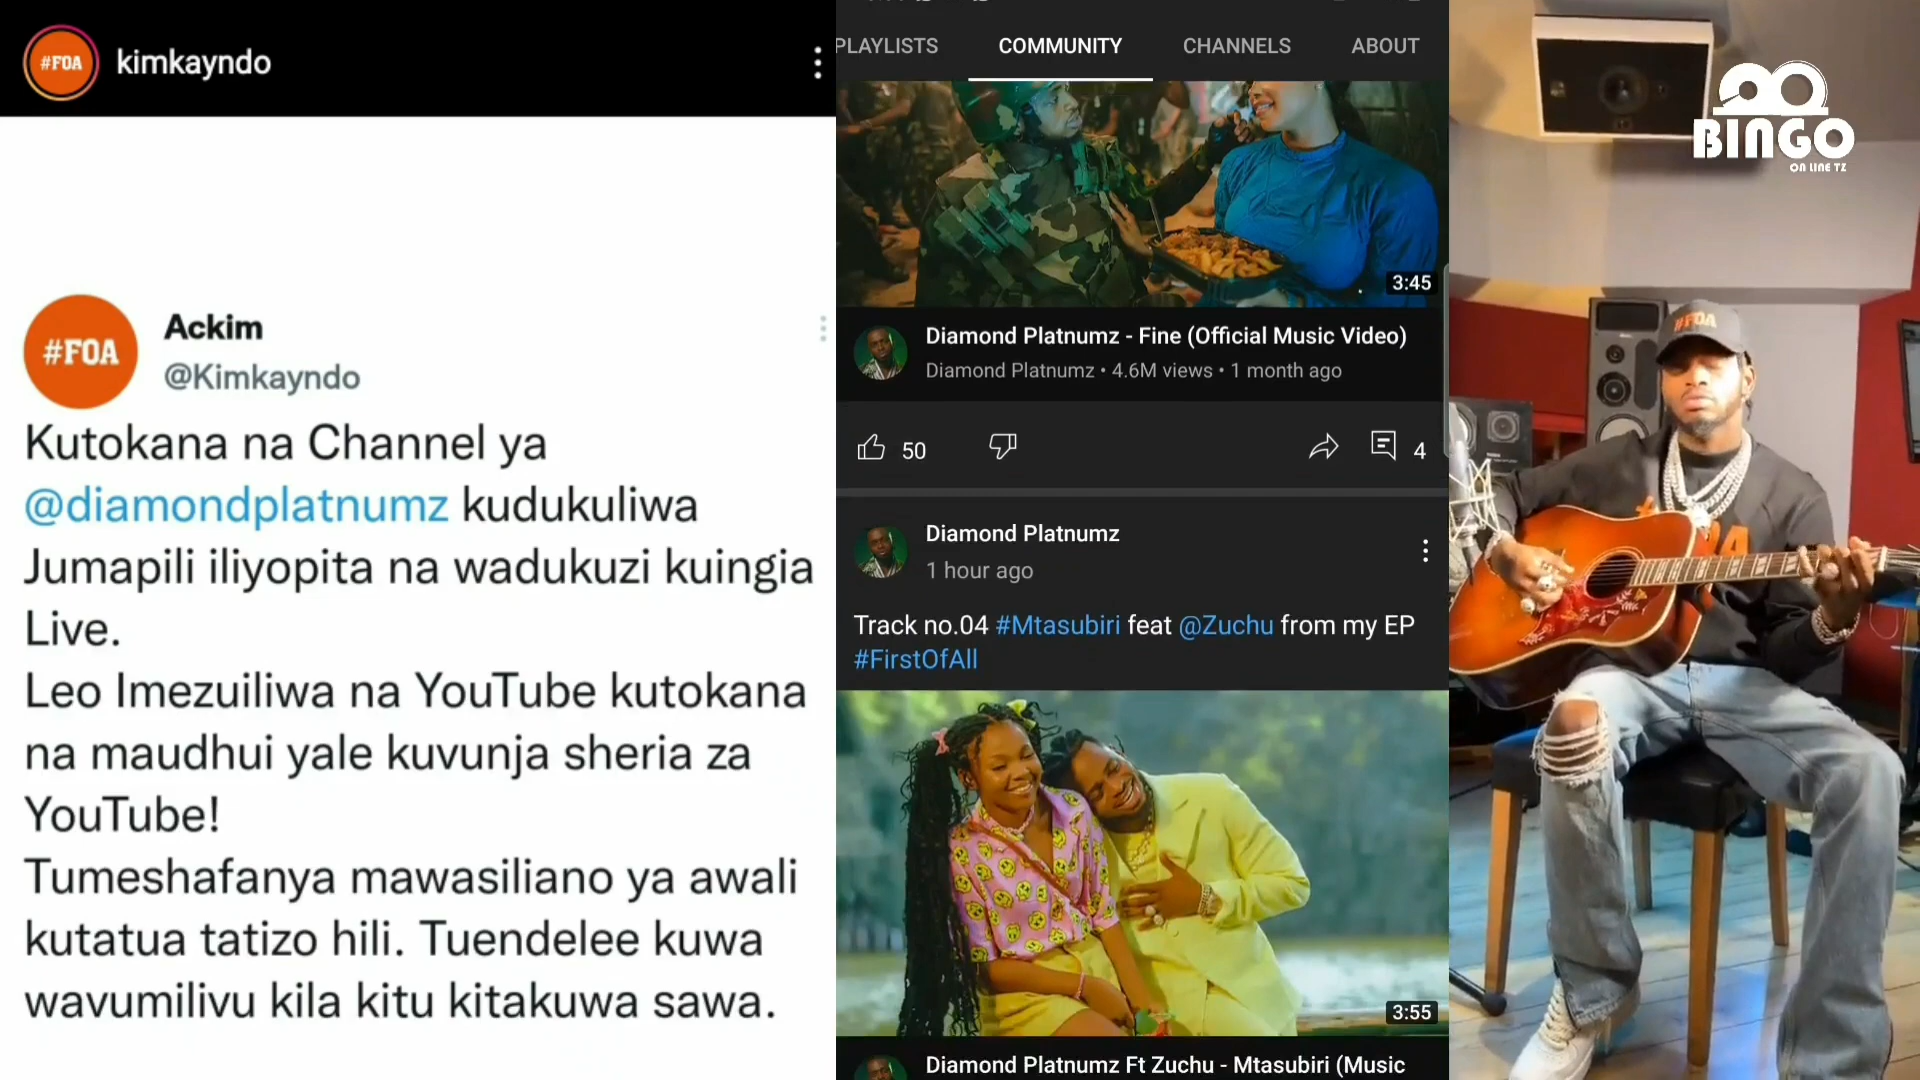 #FOA
kimkayndo
#FOA
Ackim
@Kimkayndo
Kutokana na Channel ya
@diamondplatnumz kudukuliwa
Jumapili iliyopita na wadukuzi kuingia
Live.
Leo Imezuiliwa na YouTube kutokana
na maudhui yale kuvunja sheria za
YouTube!
Tumeshafanya mawasiliano ya awali
kutatua tatizo hili. Tuendelee kuwa
wavumilivu kila kitu kitakuwa sawa.
PLAYLISTS COMMUNITY CHANNELS ABOUT
3:45
Diamond Platnumz - Fine (Official Music Video)
Diamond Platnumz • 4.6M views • 1 month ago
50 4
Diamond Platnumz
1 hour ago
Track no.04 #Mtasubiri feat @Zuchu from my EP
#FirstOfAll
3:55
Diamond Platnumz Ft Zuchu - Mtasubiri (Music
BINGO
ON LINE TZ
#FOA